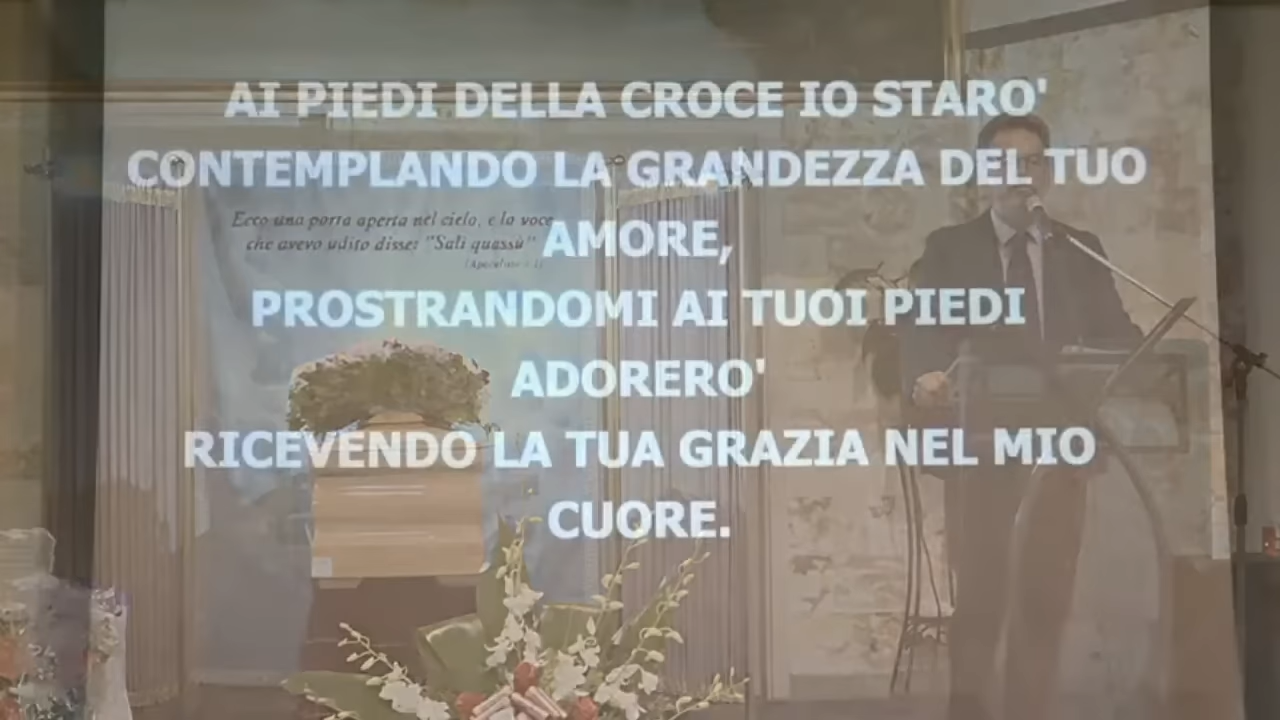 AI PIEDI DELLA CROCE IO STARO'
CONTEMPLANDO LA GRANDEZZA DEL TUO
AMORE,
PROSTRANDOMI AI TUOI PIEDI
ADORERO'
RICEVENDO LA TUA GRAZIA NEL MIO
CUORE.
Ecco una porta aperta nel cielo, e la voce
che avevo udito disse: "Sali quassù"